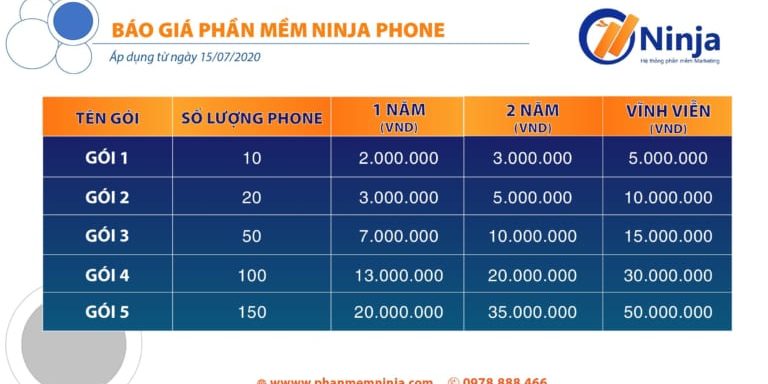 BÁO GIÁ PHẦN MỀM NINJA PHONE
Áp dụng từ ngày 15/07/2020
Ninja
Hệ thống phần mềm Marketing
TÊN GÓI SỐ LƯỢNG PHONE 1 NĂM (VND) 2 NĂM (VND) VĨNH VIỄN (VND)
GÓI 1 10 2.000.000 3.000.000 5.000.000
GÓI 2 20 3.000.000 5.000.000 10.000.000
GÓI 3 50 7.000.000 10.000.000 15.000.000
GÓI 4 100 13.000.000 20.000.000 30.000.000
GÓI 5 150 20.000.000 35.000.000 50.000.000
www.phanmemninja.com 0978 888 466